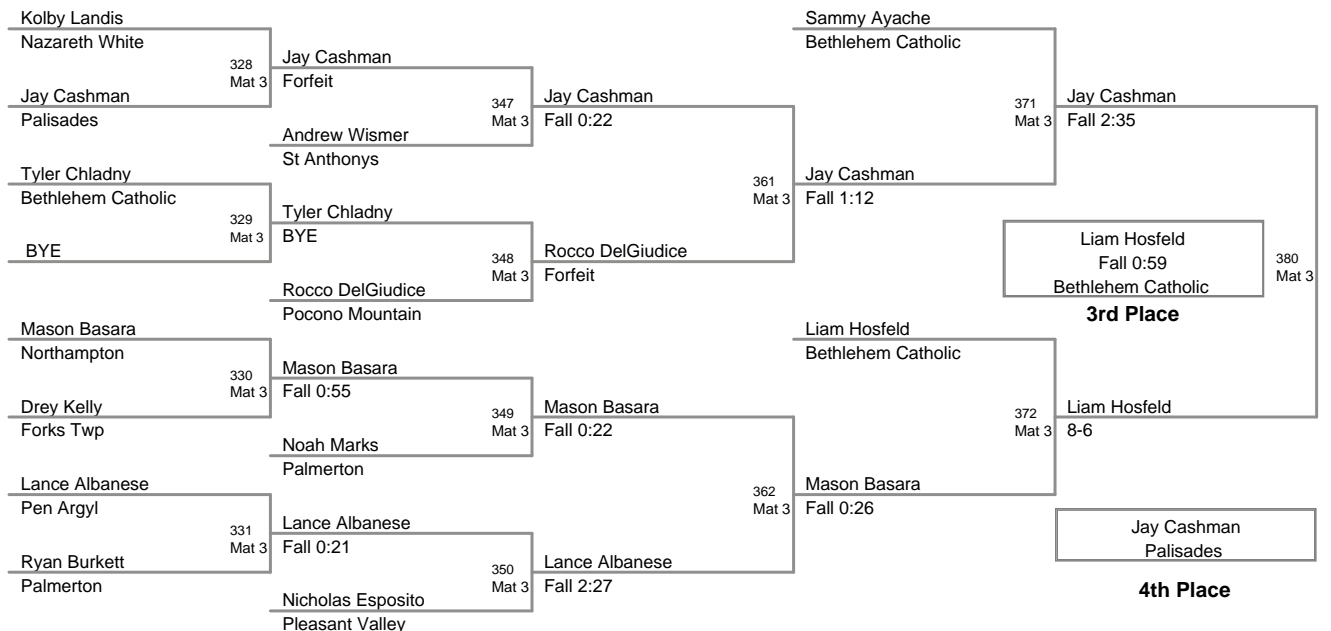 Kolby Landis
Nazareth White
328
Mat 3
Jay Cashman
Palisades
Jay Cashman
Forfeit
347
Mat 3
Andrew Wismer
St Anthonys
Tyler Chladny
Bethlehem Catholic
329
Mat 3
BYE
Tyler Chladny
BYE
348
Mat 3
Rocco DelGiudice
Pocono Mountain
Mason Basara
Northampton
330
Mat 3
Drey Kelly
Forks Twp
Mason Basara
Fall 0:55
349
Mat 3
Noah Marks
Palmerton
Lance Albanese
Pen Argyl
331
Mat 3
Ryan Burkett
Palmerton
Lance Albanese
Fall 0:21
350
Mat 3
Nicholas Esposito
Pleasant Valley
Jay Cashman
Fall 0:22
361
Mat 3
Rocco DelGiudice
Forfeit
Mason Basara
Fall 0:22
362
Mat 3
Lance Albanese
Fall 2:27
Sammy Ayache
Bethlehem Catholic
371
Mat 3
Jay Cashman
Fall 1:12
Liam Hosfeld
Bethlehem Catholic
372
Mat 3
Mason Basara
Fall 0:26
Jay Cashman
Fall 2:35
380
Mat 3
Liam Hosfeld
8-6
Liam Hosfeld
Fall 0:59
Bethlehem Catholic
3rd Place
Jay Cashman
Palisades
4th Place